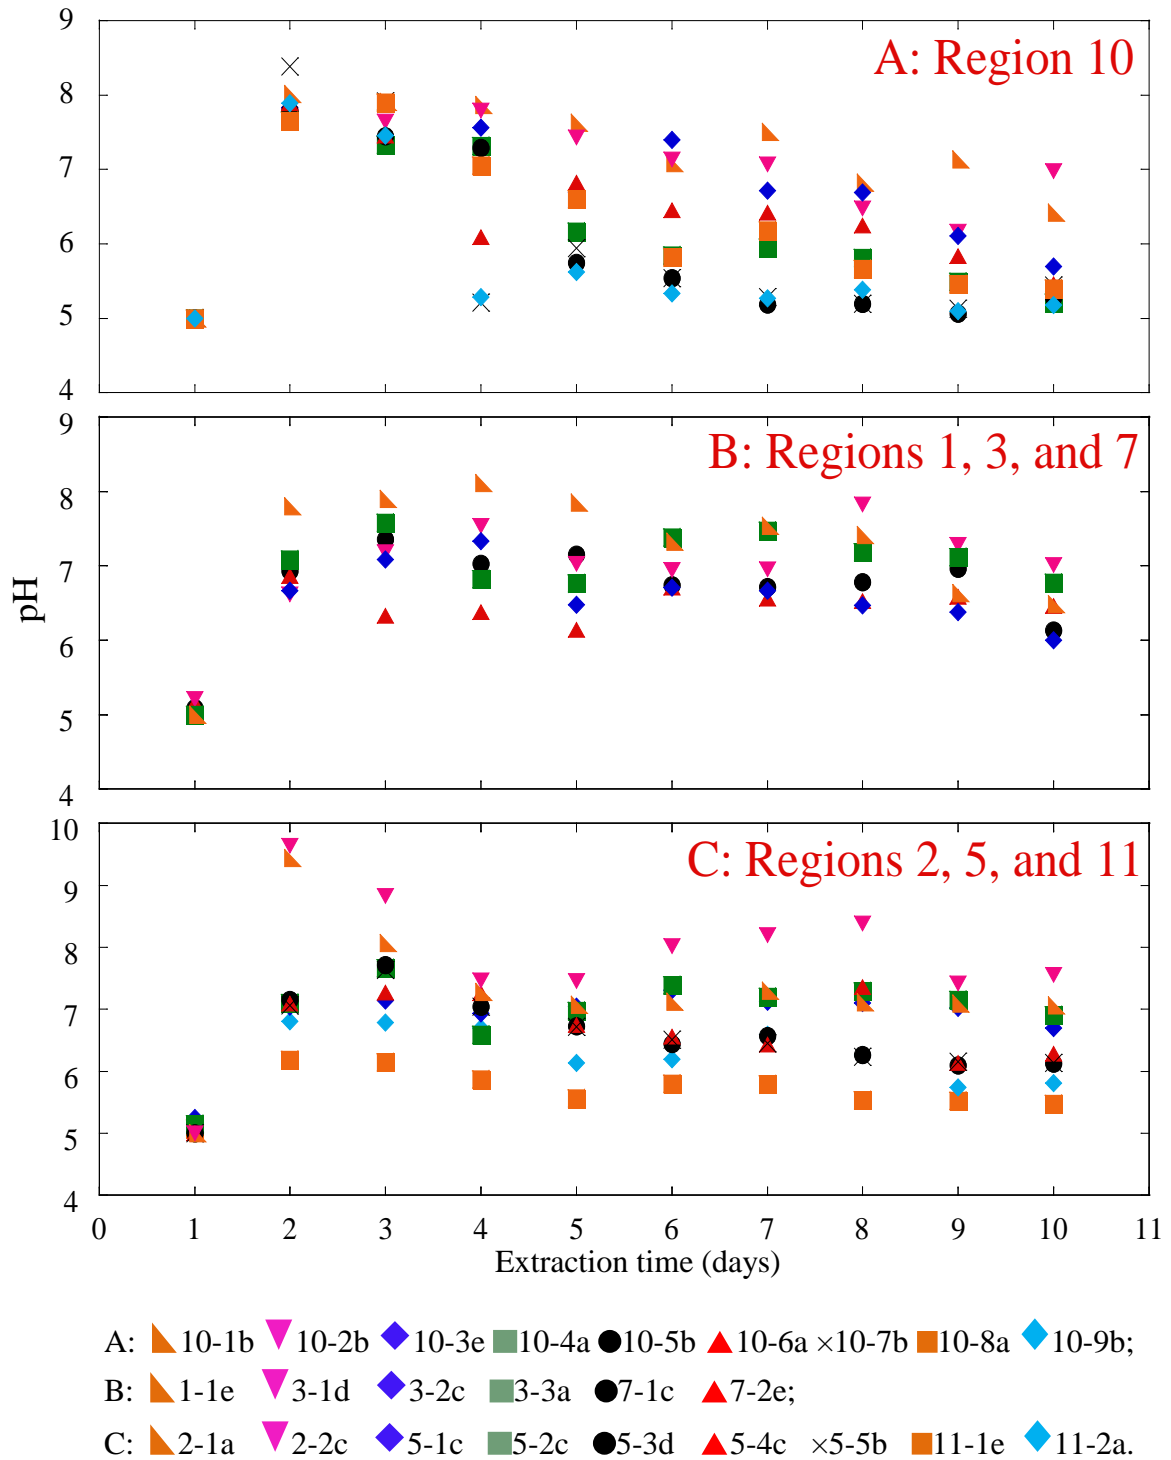 9
A: Region 10
8
7
6
5
4
9
B: Regions 1, 3, and 7
8
7
6
5
4
pH
10
C: Regions 2, 5, and 11
9
8
7
6
5
4
0 1 2 3 4 5 6 7 8 9 10 11
Extraction time (days)
A: 10-1b 10-2b 10-3e 10-4a 10-5b 10-6a ×10-7b 10-8a 10-9b;
B: 1-1e 3-1d 3-2c 3-3a 7-1c 7-2e;
C: 2-1a 2-2c 5-1c 5-2c 5-3d 5-4c ×5-5b 11-1e 11-2a.